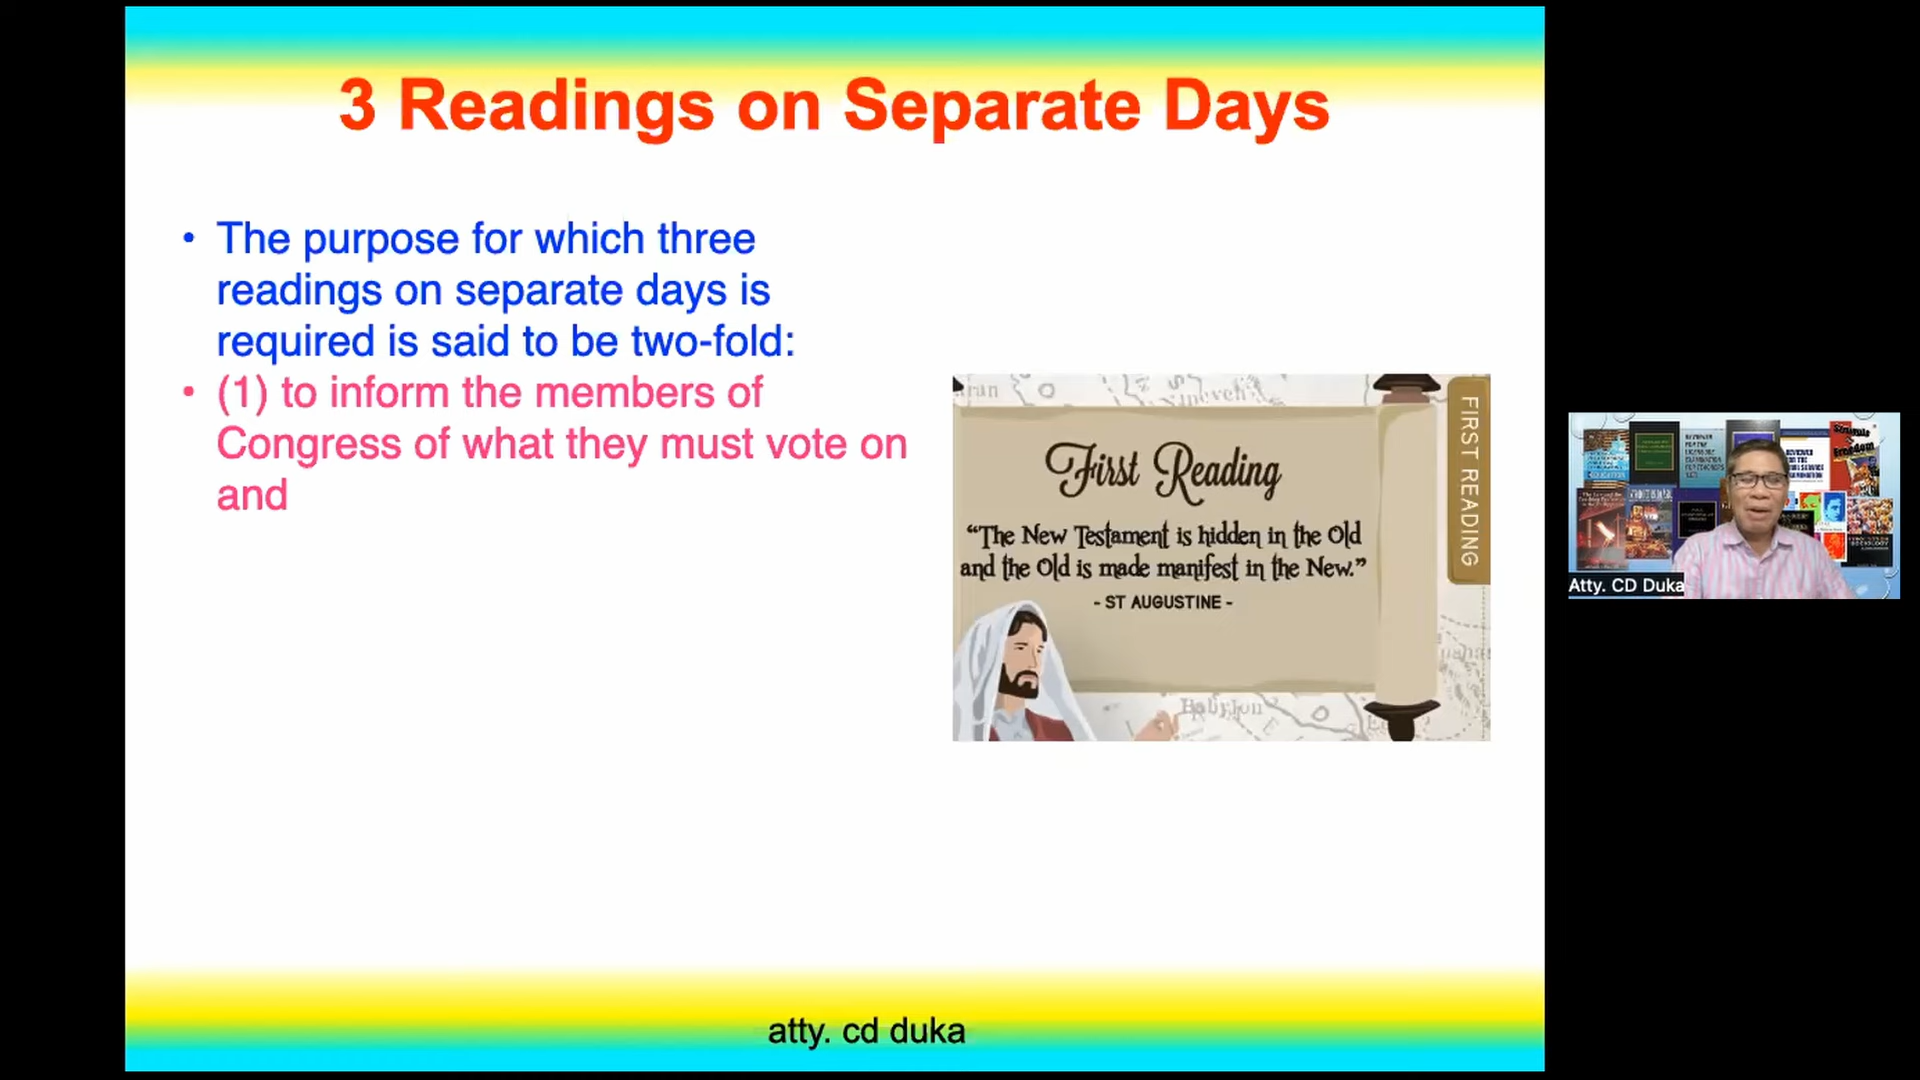 3 Readings on Separate Days
• The purpose for which three
readings on separate days is
required is said to be two-fold:
• (1) to inform the members of
Congress of what they must vote on
and
First Reading
“The New Testament is hidden in the Old
and the Old is made manifest in the New.”
- ST AUGUSTINE -
FIRST READING
Nineveh
Babylon
Atty. CD Duka
atty. cd duka